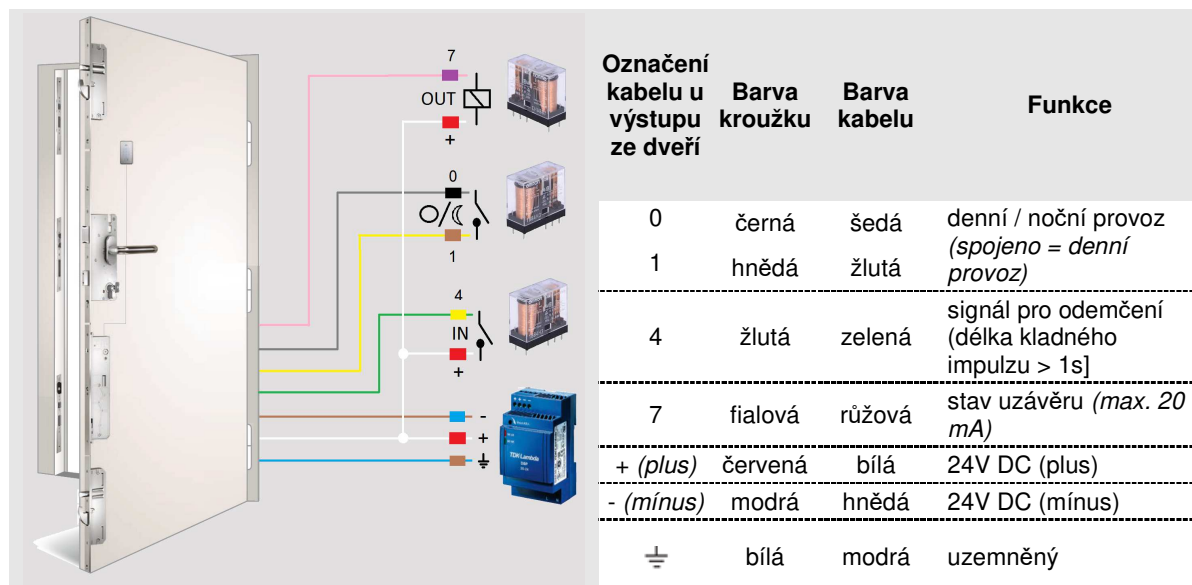 7
OUT
+
0
1
4
IN
+
-
+
TDK·Lambda
Označení kabelu u výstupu ze dveří
Barva kroužku
Barva kabelu
Funkce
0 černá šedá denní / noční provoz
1 hnědá žlutá (spojeno = denní provoz)
4 žlutá zelená signál pro odemčení (délka kladného impulzu > 1s]
7 fialová růžová stav uzávěru (max. 20 mA)
+ (plus) červená bílá 24V DC (plus)
- (mínus) modrá hnědá 24V DC (mínus)
bílá modrá uzemněný